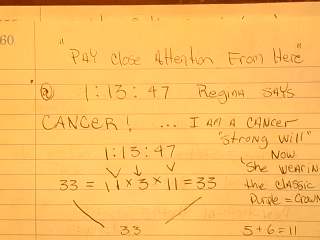 60
"PAY Close Attention From Here"
@ 1:13:47 Regina SAYS
CANCER! ... I AM A CANCER
"Strong Will"
1:13:47 Now
"She WEARIN
33 = 11 x 3 x 11 = 33 the CLASSIC
Purple = CROWN
33 5+6=11